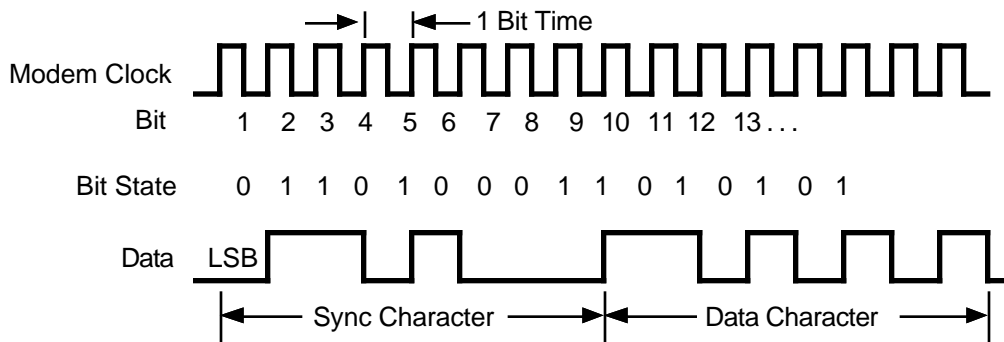 1 Bit Time
Modem Clock
Bit 1 2 3 4 5 6 7 8 9 10 11 12 13 . . .
Bit State 0 1 1 0 1 0 0 0 1 1 0 1 0 1 0 1
Data LSB
Sync Character Data Character